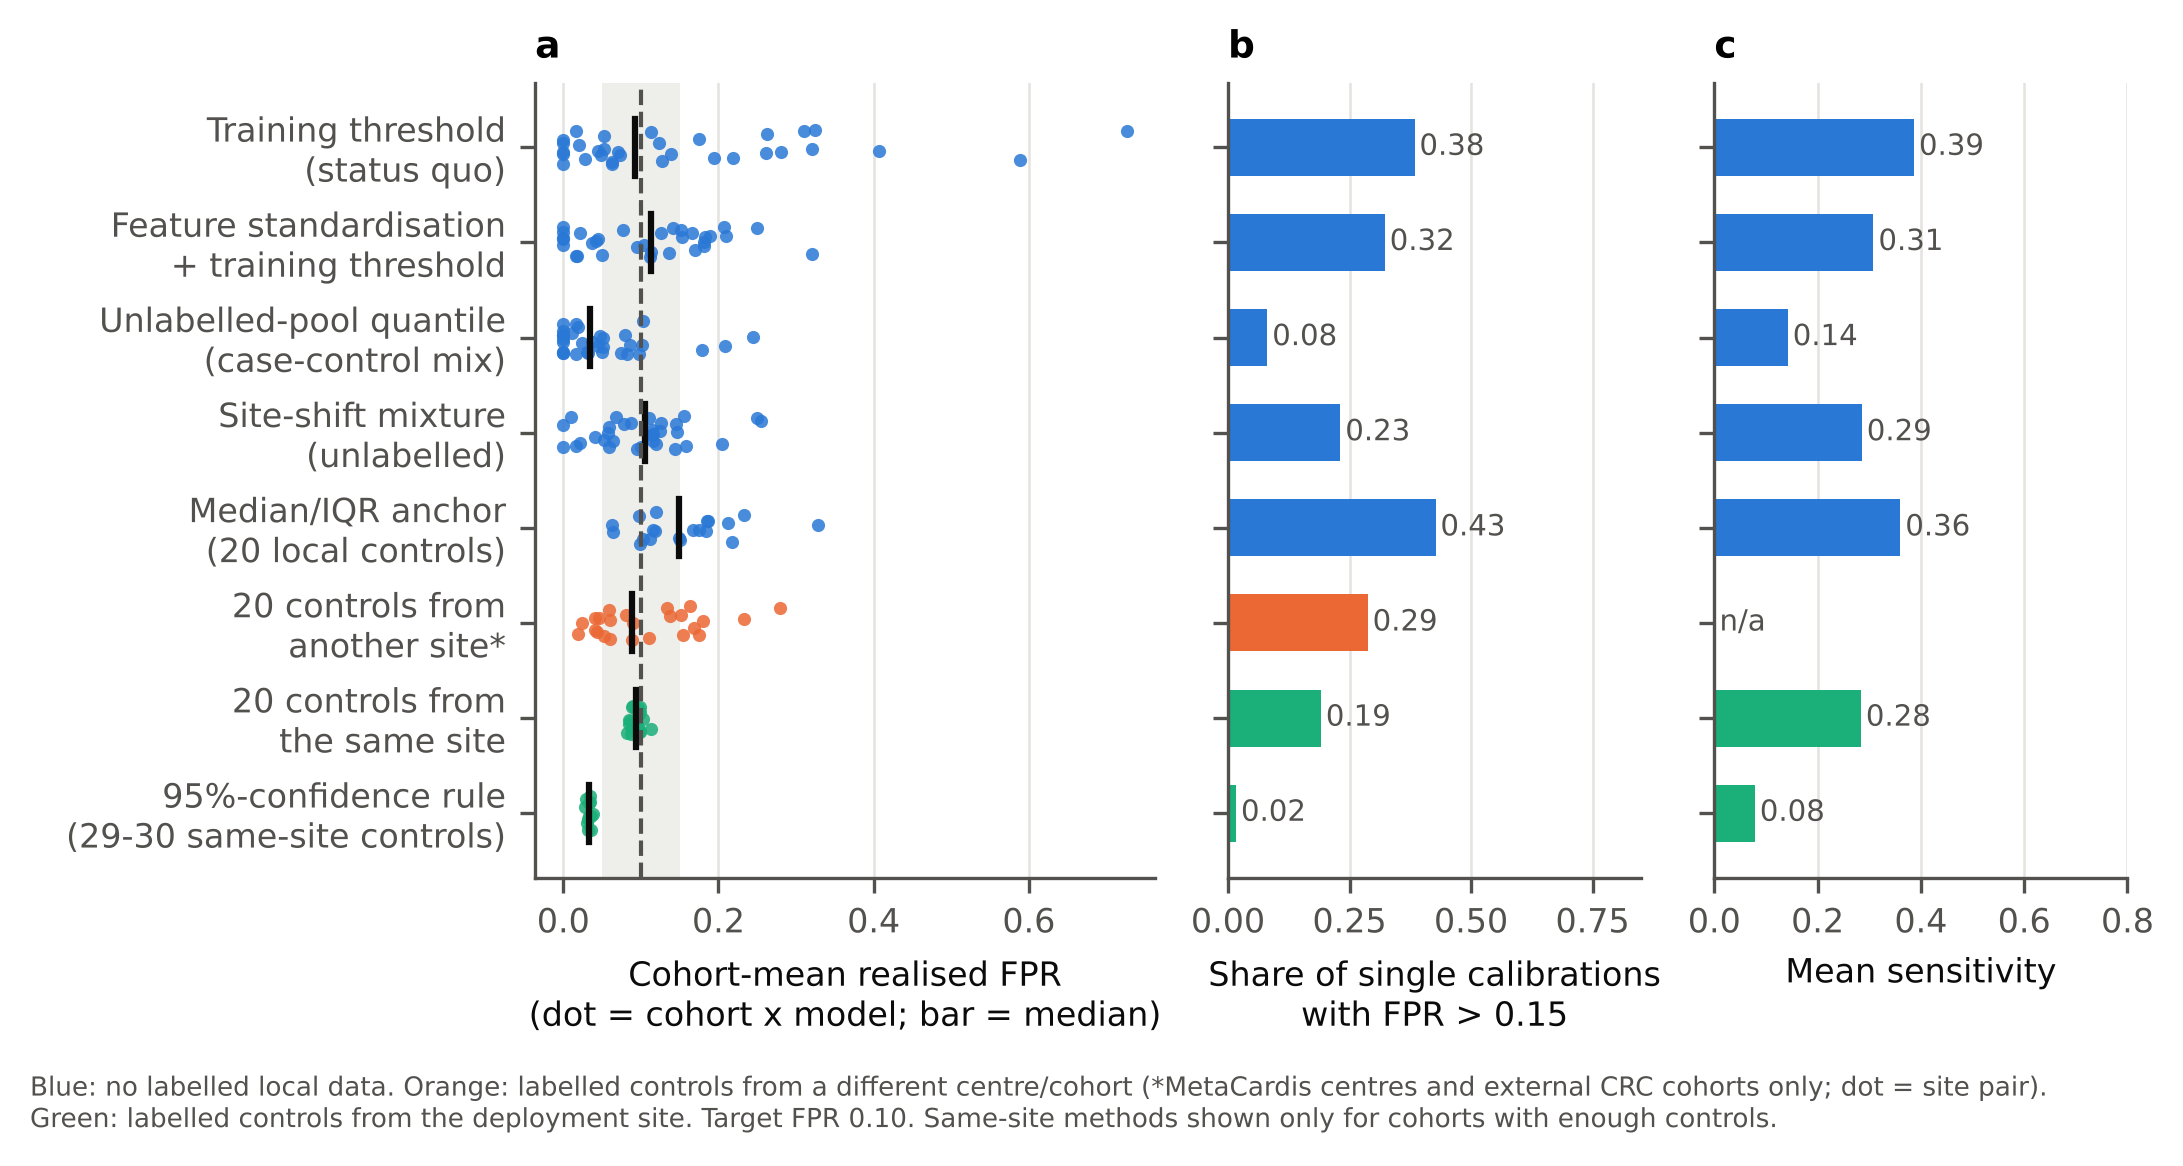 a
b
c
Training threshold
(status quo)
Feature standardisation
+ training threshold
Unlabelled-pool quantile
(case-control mix)
Site-shift mixture
(unlabelled)
Median/IQR anchor
(20 local controls)
20 controls from
another site*
20 controls from
the same site
95%-confidence rule
(29-30 same-site controls)
0.0 0.2 0.4 0.6
Cohort-mean realised FPR
(dot = cohort x model; bar = median)
0.38
0.32
0.08
0.23
0.43
0.29
0.19
0.02
0.00 0.25 0.50 0.75
Share of single calibrations
with FPR > 0.15
0.39
0.31
0.14
0.29
0.36
n/a
0.28
0.08
0.0 0.2 0.4 0.6 0.8
Mean sensitivity
Blue: no labelled local data. Orange: labelled controls from a different centre/cohort (*MetaCardis centres and external CRC cohorts only; dot = site pair).
Green: labelled controls from the deployment site. Target FPR 0.10. Same-site methods shown only for cohorts with enough controls.